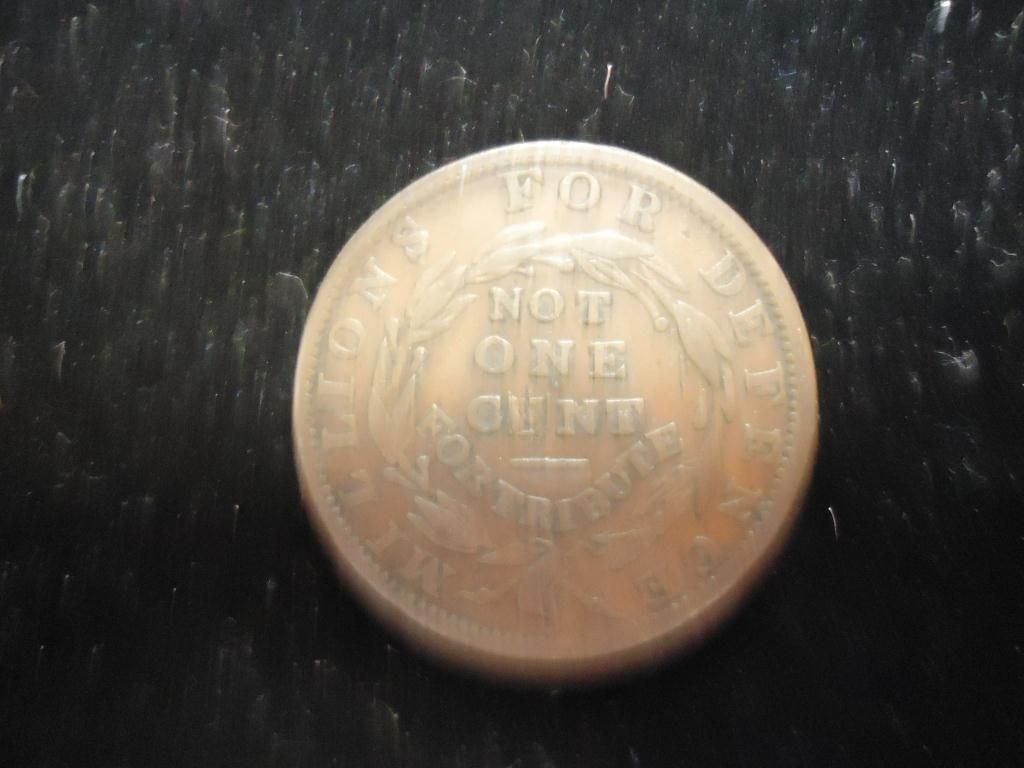 MILLIONS FOR DEFENCE
NOT
ONE
CENT
FOR TRIBUTE